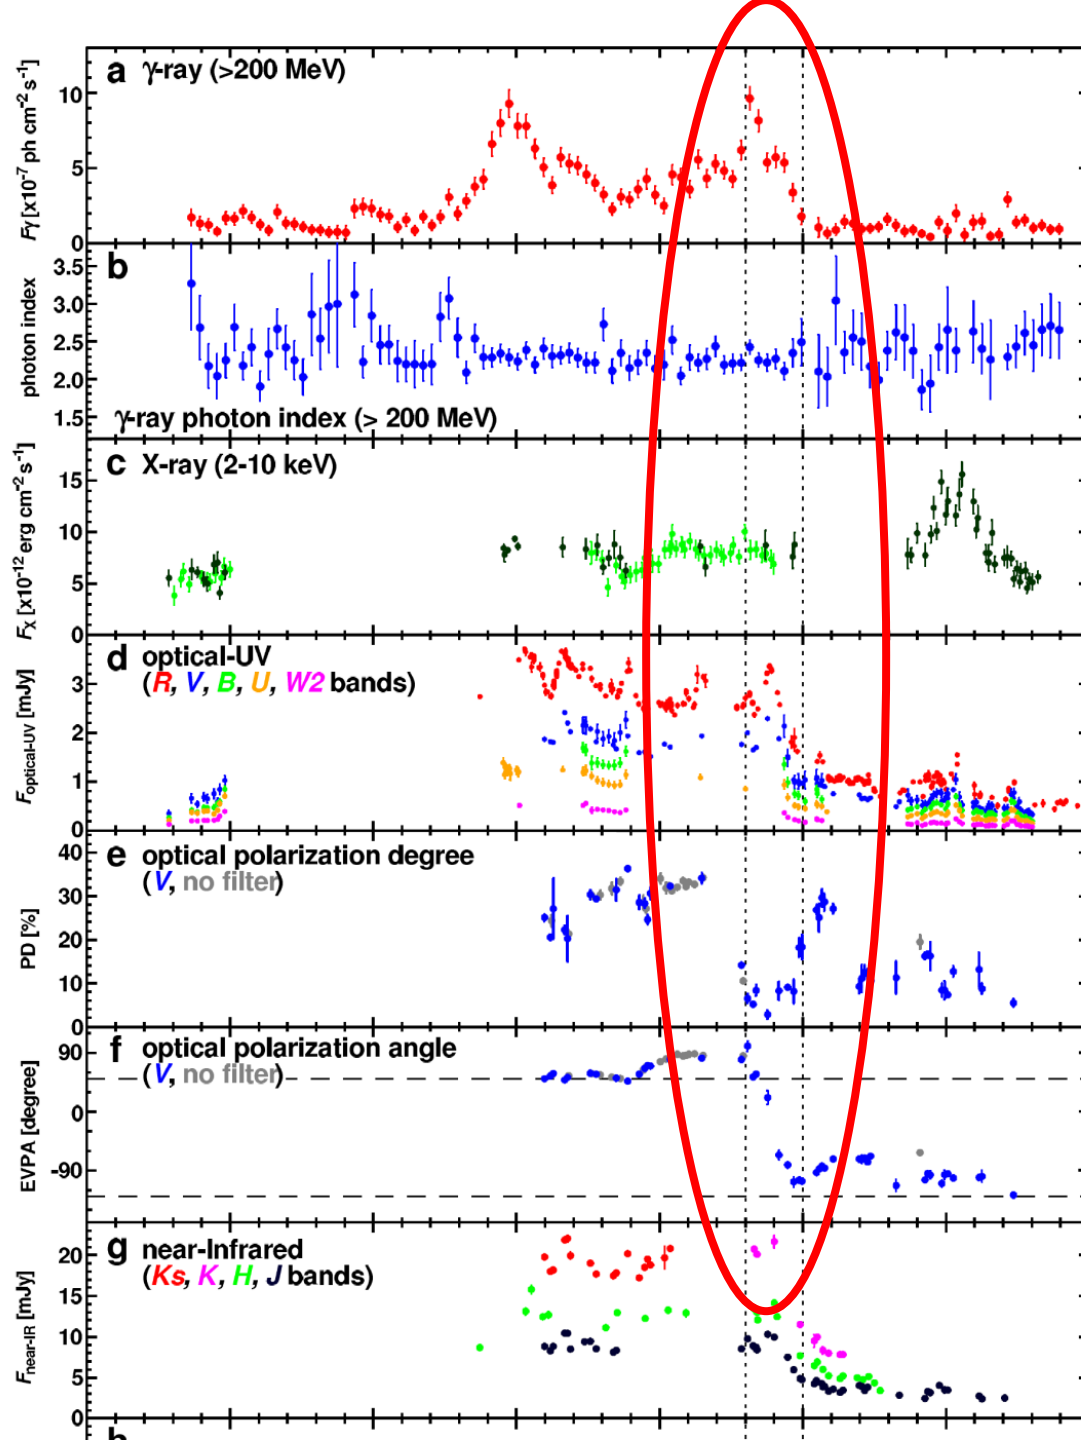 a γ-ray (>200 MeV)
Fγ [x10⁻⁷ ph cm⁻² s⁻¹]
10
5
0
b
photon index
3.5
3.0
2.5
2.0
1.5
γ-ray photon index (> 200 MeV)
c X-ray (2-10 keV)
F_X [x10⁻¹² erg cm⁻² s⁻¹]
15
10
5
0
d optical-UV
(R, V, B, U, W2 bands)
F_optical-UV [mJy]
3
2
1
0
e optical polarization degree
(V, no filter)
PD [%]
40
30
20
10
0
f optical polarization angle
(V, no filter)
EVPA [degree]
90
0
-90
g near-Infrared
(Ks, K, H, J bands)
F_near-IR [mJy]
20
15
10
5
0